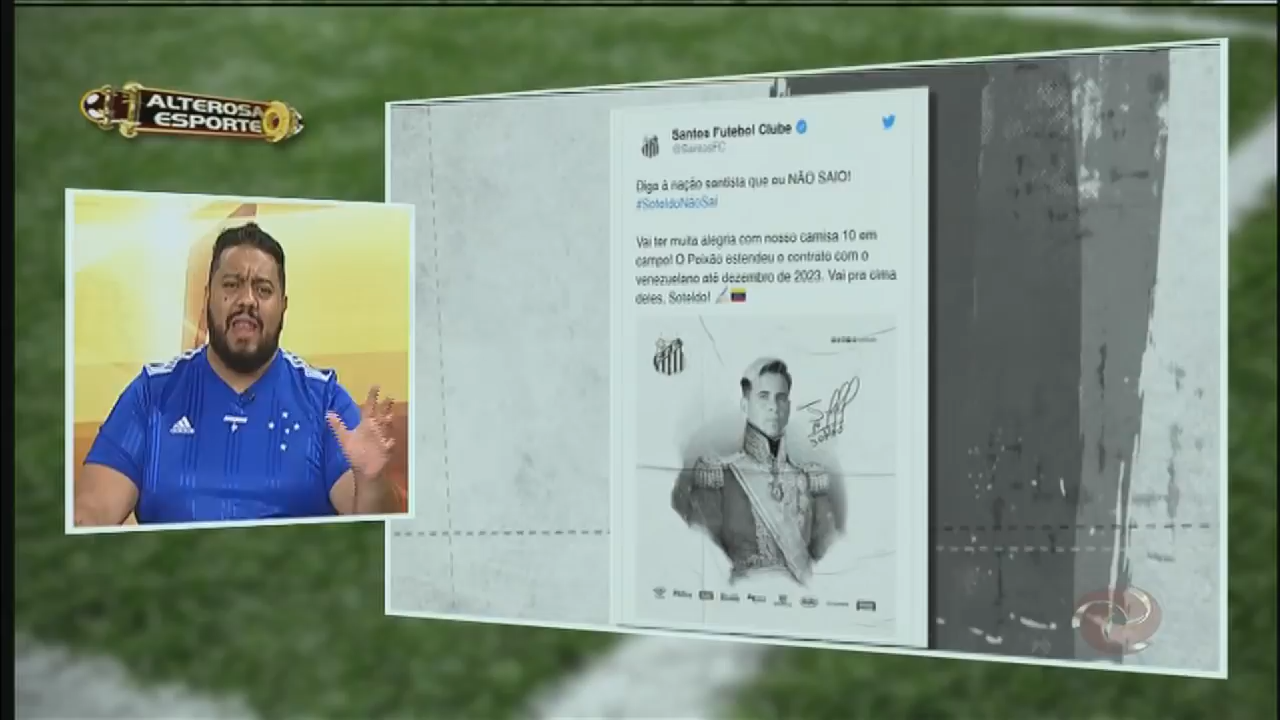 ALTEROSA
ESPORTE
Santos Futebol Clube
@SantosFC
Diga à nação santista que eu NÃO SAIO!
#SoteldoNãoSai
Vai ter muita alegria com nosso camisa 10 em
campo! O Peixão estendeu o contrato com o
venezuelano até dezembro de 2023. Vai pra cima
deles, Soteldo!